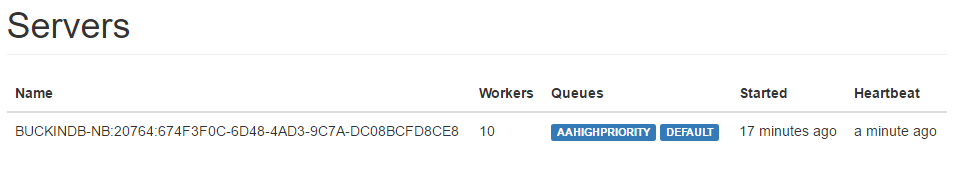 Servers
Name Workers Queues Started Heartbeat
BUCKINDB-NB:20764:674F3F0C-6D48-4AD3-9C7A-DC08BCFD8CE8 10 AAHIGHPRIORITY DEFAULT 17 minutes ago a minute ago